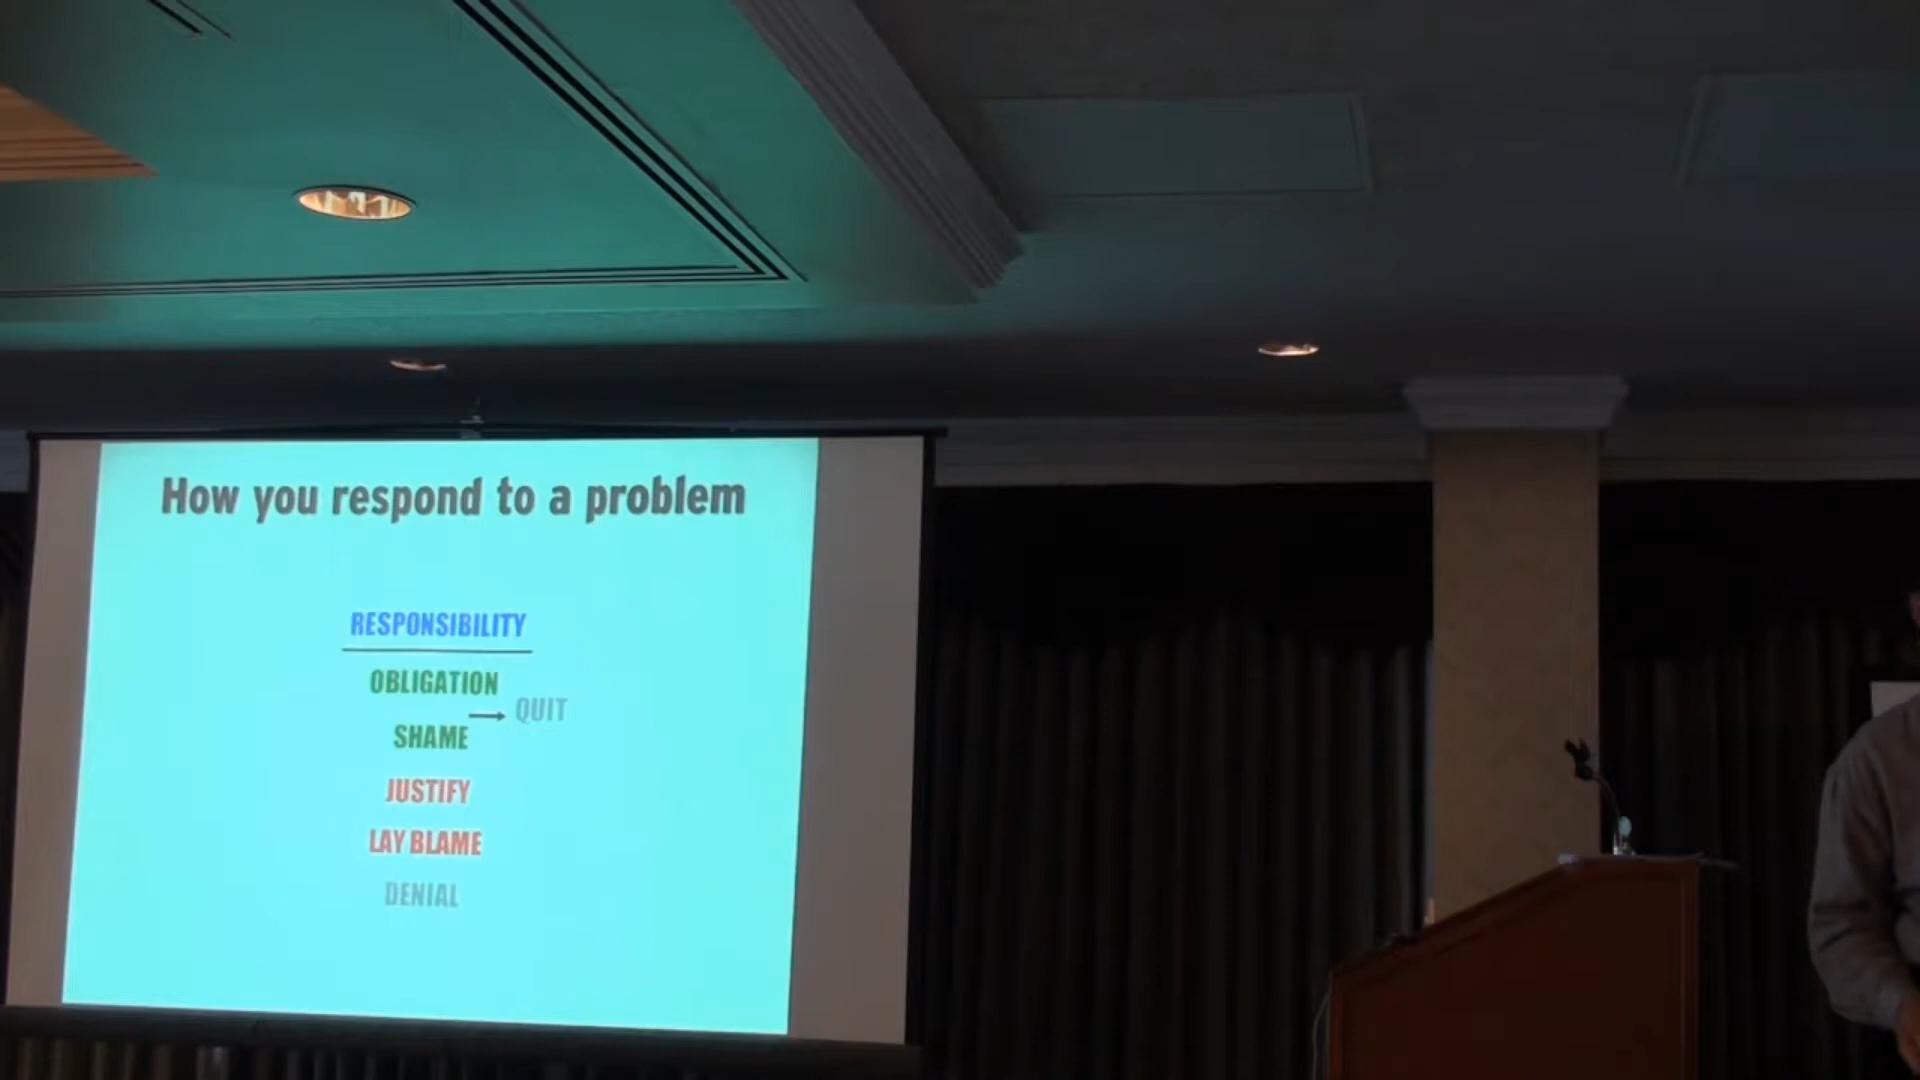 How you respond to a problem
RESPONSIBILITY
OBLIGATION
QUIT
SHAME
JUSTIFY
LAY BLAME
DENIAL